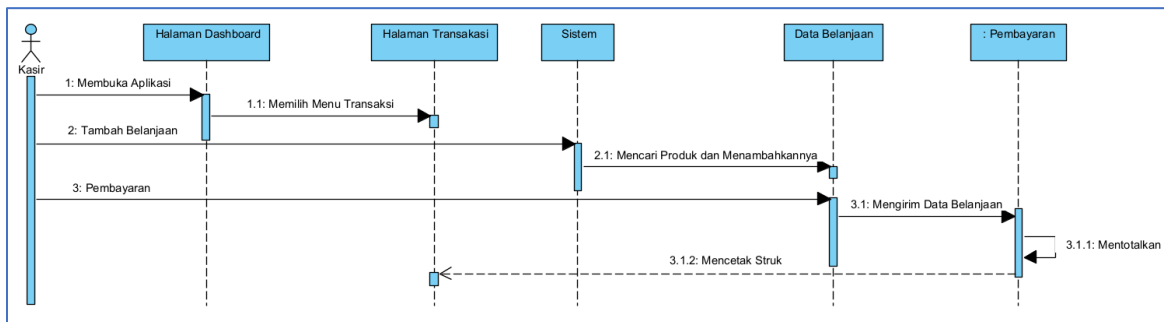 Halaman Dashboard
Halaman Transakasi
Sistem
Data Belanjaan
: Pembayaran
Kasir
1: Membuka Aplikasi
1.1: Memilih Menu Transaksi
2: Tambah Belanjaan
2.1: Mencari Produk dan Menambahkannya
3: Pembayaran
3.1: Mengirim Data Belanjaan
3.1.1: Mentotalkan
3.1.2: Mencetak Struk